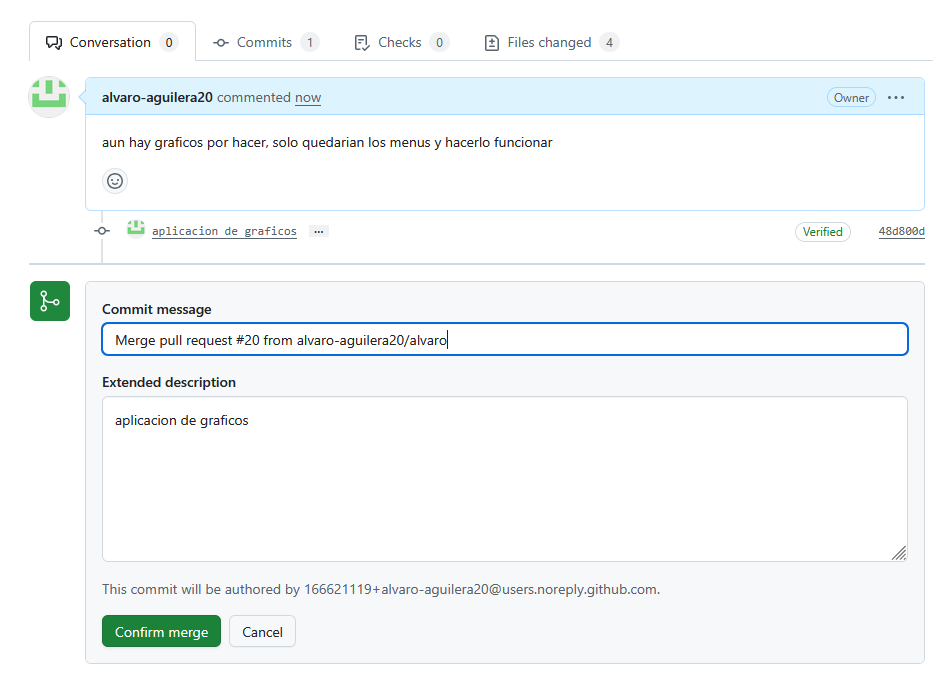 Conversation 0 Commits 1 Checks 0 Files changed 4
alvaro-aguilera20 commented now Owner ...
aun hay graficos por hacer, solo quedarian los menus y hacerlo funcionar
aplicacion de graficos ... Verified 48d800d
Commit message
Merge pull request #20 from alvaro-aguilera20/alvaro
Extended description
aplicacion de graficos
This commit will be authored by 166621119+alvaro-aguilera20@users.noreply.github.com.
Confirm merge Cancel